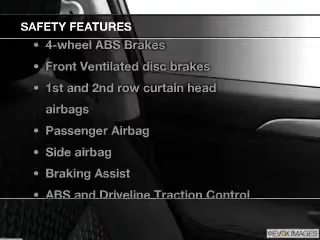 SAFETY FEATURES
• 4-wheel ABS Brakes
• Front Ventilated disc brakes
• 1st and 2nd row curtain head
airbags
• Passenger Airbag
• Side airbag
• Braking Assist
• ABS and Driveline Traction Control
©EVOX IMAGES